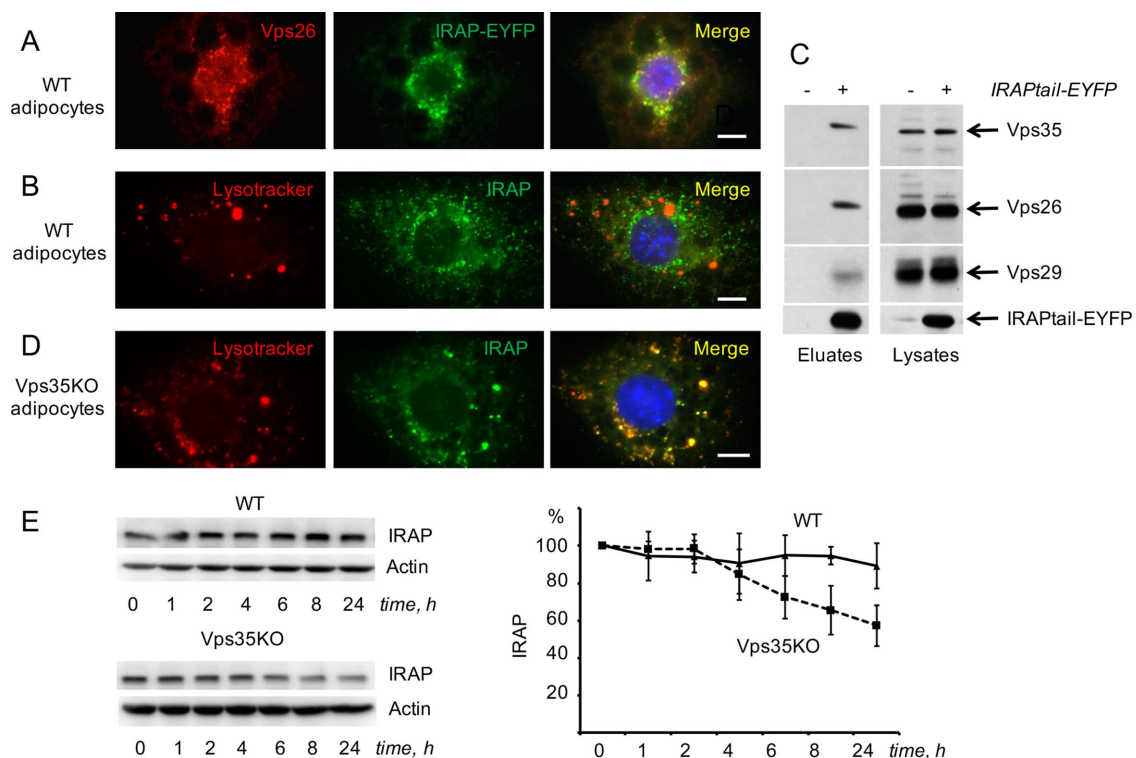 A
WT
adipocytes
Vps26
IRAP-EYFP
Merge
D
B
WT
adipocytes
Lysotracker
IRAP
Merge
D
Vps35KO
adipocytes
Lysotracker
IRAP
Merge
C
- + - + IRAPtail-EYFP
Vps35
Vps26
Vps29
IRAPtail-EYFP
Eluates Lysates
E
WT
IRAP
Actin
0 1 2 4 6 8 24 time, h
Vps35KO
IRAP
Actin
0 1 2 4 6 8 24 time, h
%
100
80
60
40
20
IRAP
WT
Vps35KO
0 1 2 4 6 8 24 time, h